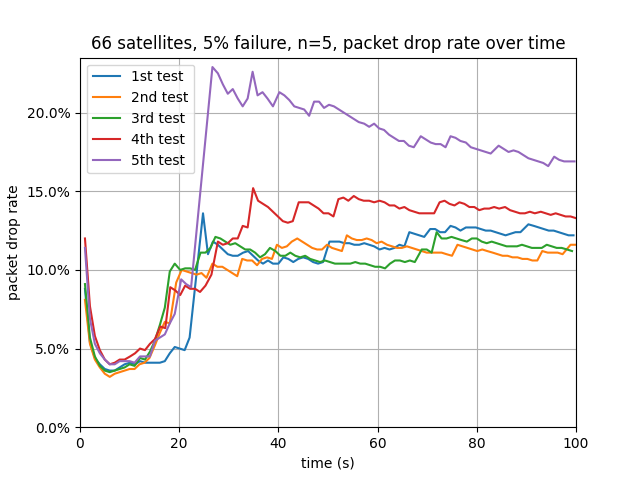 66 satellites, 5% failure, n=5, packet drop rate over time
1st test
2nd test
3rd test
4th test
5th test
packet drop rate
20.0%
15.0%
10.0%
5.0%
0.0%
0 20 40 60 80 100
time (s)